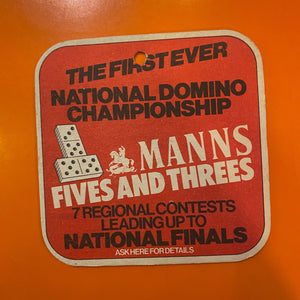 THE FIRST EVER
NATIONAL DOMINO
CHAMPIONSHIP
MANNS
FIVES AND THREES
7 REGIONAL CONTESTS
LEADING UP TO
NATIONAL FINALS
ASK HERE FOR DETAILS